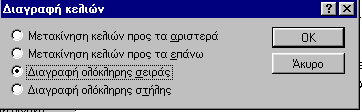 Διαγραφή κελιών
Μετακίνηση κελιών προς τα αριστερά
Μετακίνηση κελιών προς τα επάνω
Διαγραφή ολόκληρης σειράς
Διαγραφή ολόκληρης στήλης
OK
Άκυρο